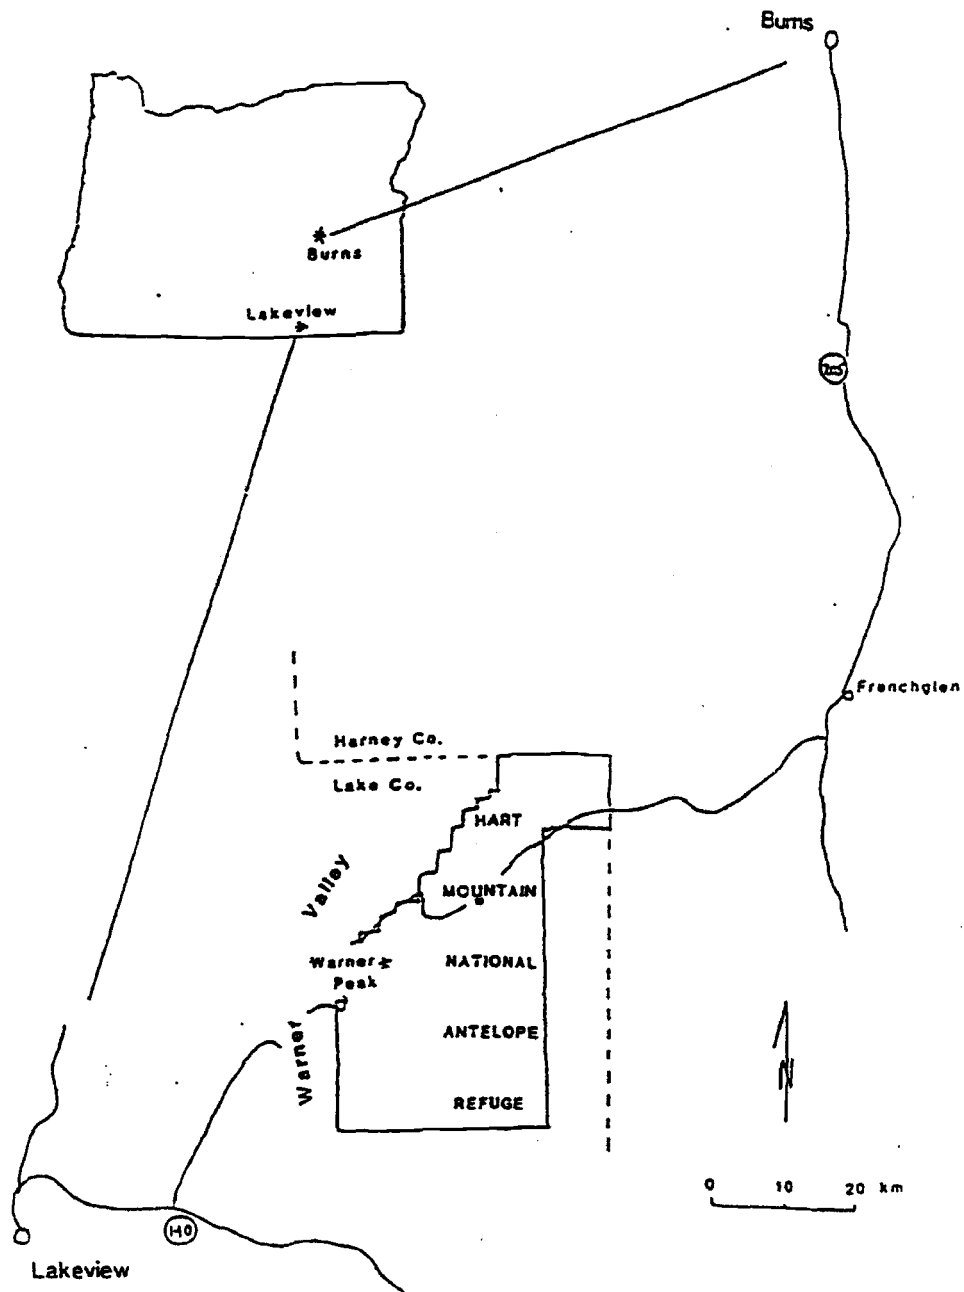 Burns
Burns
Lakeview
205
Frenchglen
Harney Co.
Lake Co.
HART
Valley
MOUNTAIN
Warner
Peak
NATIONAL
Warner
ANTELOPE
REFUGE
N
0 10 20 km
140
Lakeview